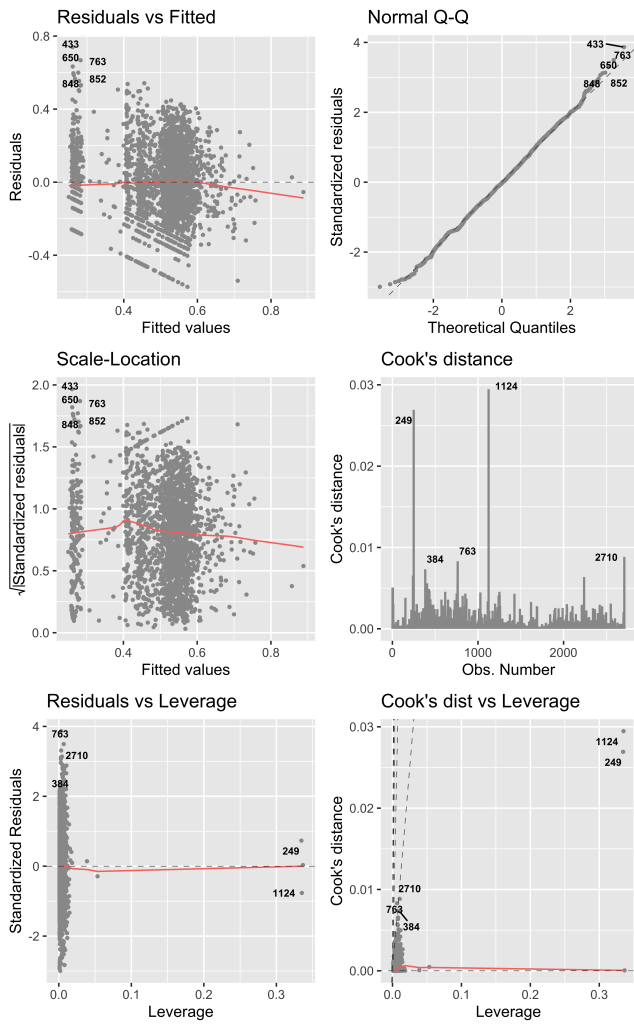 Residuals vs Fitted
433
650
763
852
848
0.8
0.4
0.0
-0.4
Residuals
0.4 0.6 0.8
Fitted values
Normal Q-Q
433
763
650
848 852
4
2
0
-2
Standardized residuals
-2 0 2
Theoretical Quantiles
Scale-Location
433
650
763
848 852
2.0
1.5
1.0
0.5
0.0
√|Standardized residuals|
0.4 0.6 0.8
Fitted values
Cook's distance
1124
249
384
763
2710
0.03
0.02
0.01
0.00
Cook's distance
0 1000 2000
Obs. Number
Residuals vs Leverage
763
2710
384
249
1124
4
2
0
-2
Standardized Residuals
0.0 0.1 0.2 0.3
Leverage
Cook's dist vs Leverage
1124
249
2710
763
384
0.03
0.02
0.01
0.00
Cook's distance
0.0 0.1 0.2 0.3
Leverage